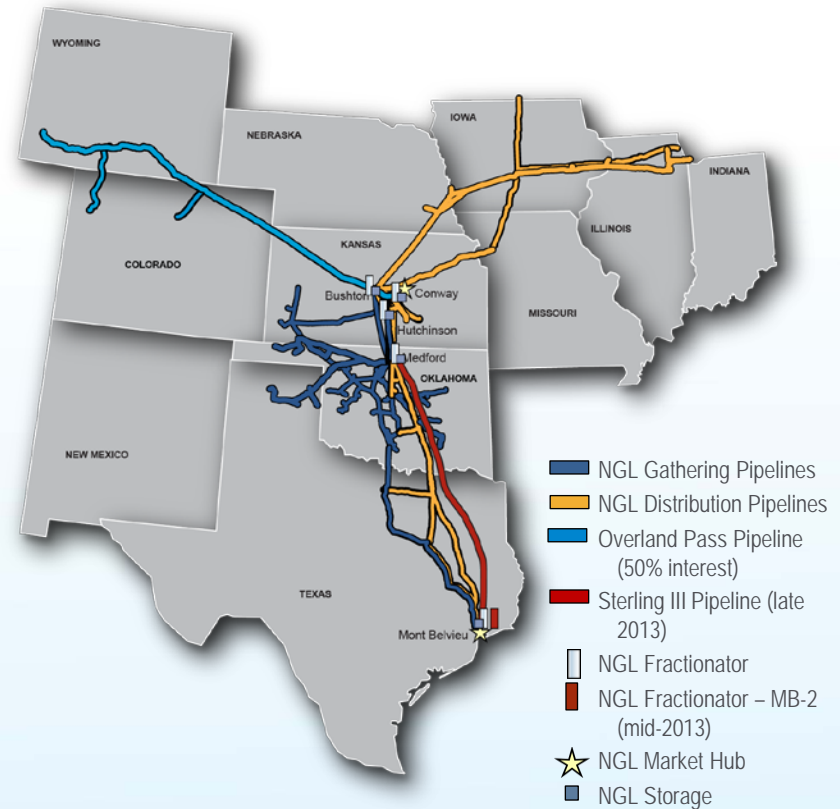 WYOMING
NEBRASKA
IOWA
INDIANA
ILLINOIS
KANSAS
COLORADO
Bushton
Conway
MISSOURI
Hutchinson
Medford
OKLAHOMA
NEW MEXICO
TEXAS
Mont Belvieu
NGL Gathering Pipelines
NGL Distribution Pipelines
Overland Pass Pipeline
(50% interest)
Sterling III Pipeline (late
2013)
NGL Fractionator
NGL Fractionator – MB-2
(mid-2013)
NGL Market Hub
NGL Storage